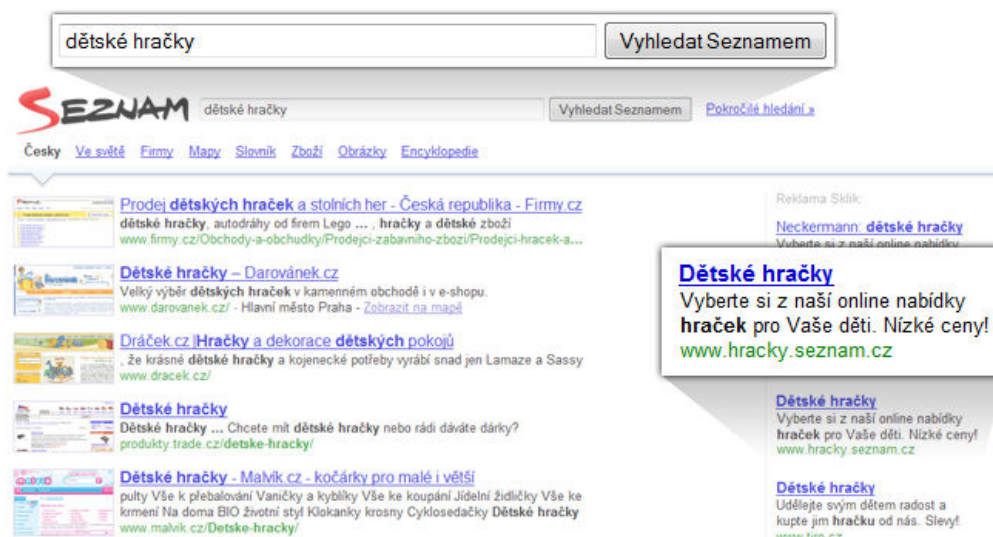 dětské hračky
Vyhledat Seznamem
SEZNAM
dětské hračky
Vyhledat Seznamem
Pokročilé hledání »
Česky Ve světě Firmy Mapy Slovník Zboží Obrázky Encyklopedie
Prodej dětských hraček a stolních her - Česká republika - Firmy.cz
dětské hračky, autodráhy od firem Lego ... , hračky a dětské zboží
www.firmy.cz/Obchody-a-obchudky/Prodejci-zabavniho-zbozi/Prodejci-hracek-a...
Dětské hračky – Darovánek.cz
Velký výběr dětských hraček v kamenném obchodě i v e-shopu.
www.darovanek.cz/ - Hlavní město Praha - Zobrazit na mapě
Dráček.cz |Hračky a dekorace dětských pokojů
, že krásné dětské hračky a kojenecké potřeby vyrábí snad jen Lamaze a Sassy
www.dracek.cz/
Dětské hračky
Dětské hračky ... Chcete mít dětské hračky nebo rádi dáváte dárky?
produkty.trade.cz/detske-hracky/
Dětské hračky - Malvik.cz - kočárky pro malé i větší
pulty Vše k přebalování Vaničky a kyblíky Vše ke koupání Jídelní židličky Vše ke
krmení Na doma BIO životní styl Klokanky krosny Cyklosedačky Dětské hračky
www.malvik.cz/Detske-hracky/
Reklama Sklik:
Neckermann: dětské hračky
Vyberte si z naší online nabídky
Dětské hračky
Vyberte si z naší online nabídky
hraček pro Vaše děti. Nízké ceny!
www.hracky.seznam.cz
Dětské hračky
Vyberte si z naší online nabídky
hraček pro Vaše děti. Nízké ceny!
www.hracky.seznam.cz
Dětské hračky
Udělejte svým dětem radost a
kupte jim hračku od nás. Slevy!